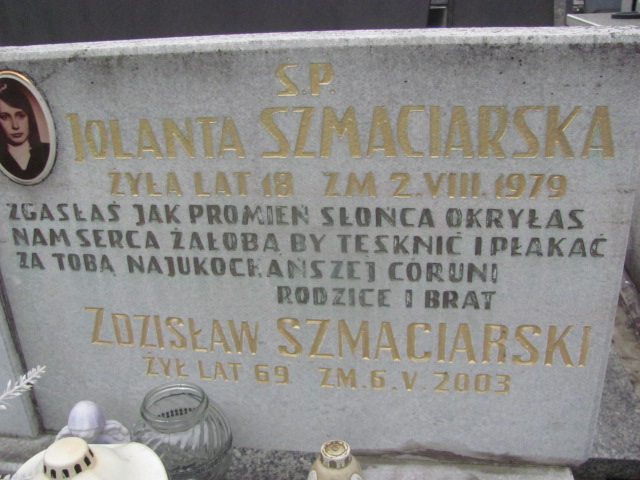 Ś.P.
JOLANTA SZMACIARSKA
ŻYŁA LAT 18 ZM 2. VIII. 1979
ZGASŁAŚ JAK PROMIEŃ SŁOŃCA OKRYŁAŚ
NAM SERCA ŻAŁOBĄ BY TĘSKNIĆ I PŁAKAĆ
ZA TOBĄ NAJUKOCHAŃSZEJ CÓRUNI
RODZICE I BRAT
ZDZISŁAW SZMACIARSKI
ŻYŁ LAT 69 ZM. 6. V. 2003